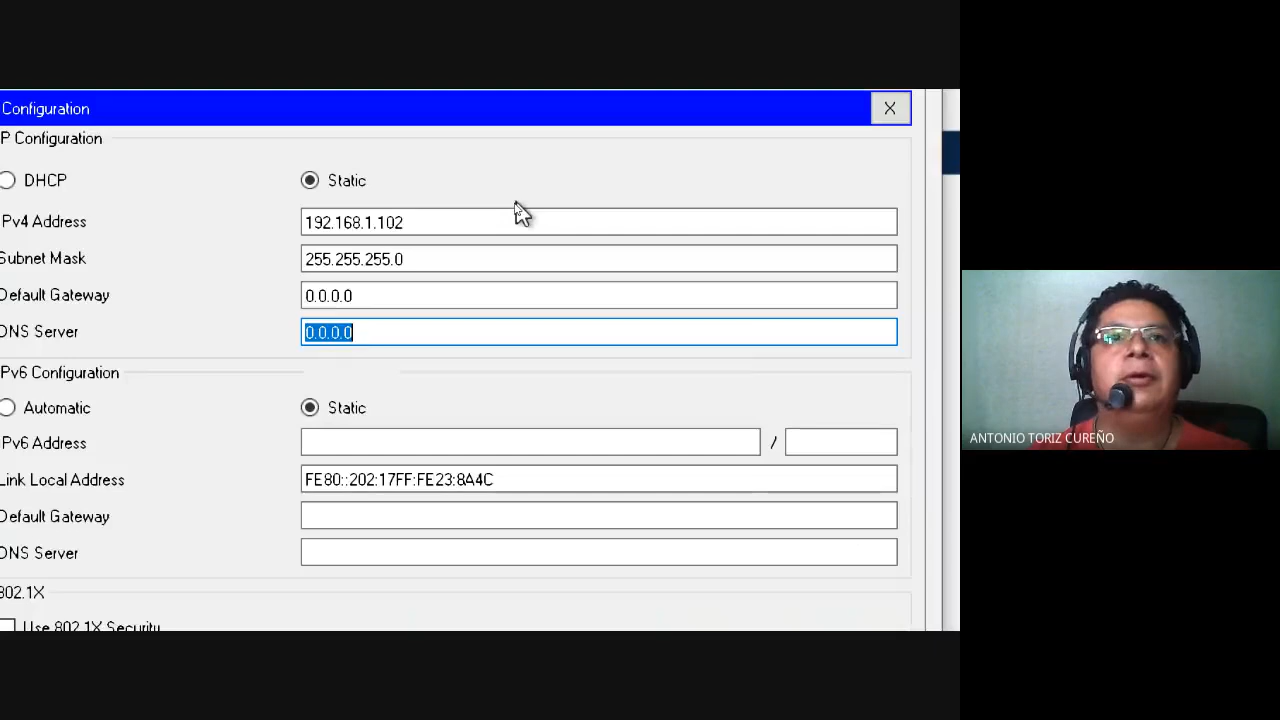 Configuration
X
P Configuration
DHCP
Static
Pv4 Address
192.168.1.102
Subnet Mask
255.255.255.0
Default Gateway
0.0.0.0
DNS Server
0.0.0.0
Pv6 Configuration
Automatic
Static
Pv6 Address
/
Link Local Address
FE80::202:17FF:FE23:8A4C
Default Gateway
DNS Server
802.1X
Use 802.1X Security
ANTONIO TORIZ CUREÑO